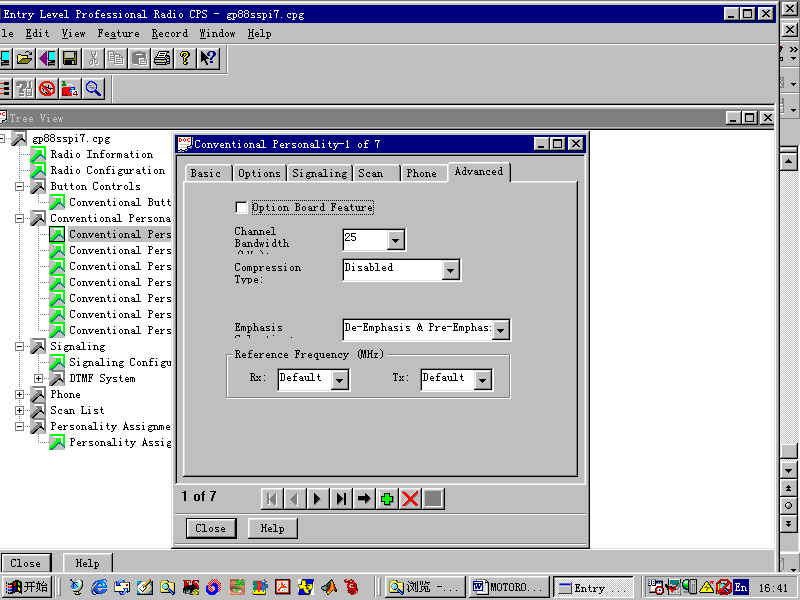 Entry Level Professional Radio CPS - gp88sspi7.cpg
le Edit View Feature Record Window Help
Tree View
gp88sspi7.cpg
Radio Information
Radio Configuration
Button Controls
Conventional Butt
Conventional Persona
Conventional Pers
Conventional Pers
Conventional Pers
Conventional Pers
Conventional Pers
Conventional Pers
Conventional Pers
Signaling
Signaling Configu
DTMF System
Phone
Scan List
Personality Assignme
Personality Assig
Conventional Personality-1 of 7
Basic Options Signaling Scan Phone Advanced
Option Board Feature
Channel
Bandwidth
25
Compression
Type:
Disabled
Emphasis
De-Emphasis & Pre-Emphas
Reference Frequency (MHz)
Rx: Default Tx: Default
1 of 7
Close Help
Close Help
开始 浏览 -... MOTORO... Entry ... En 16:41